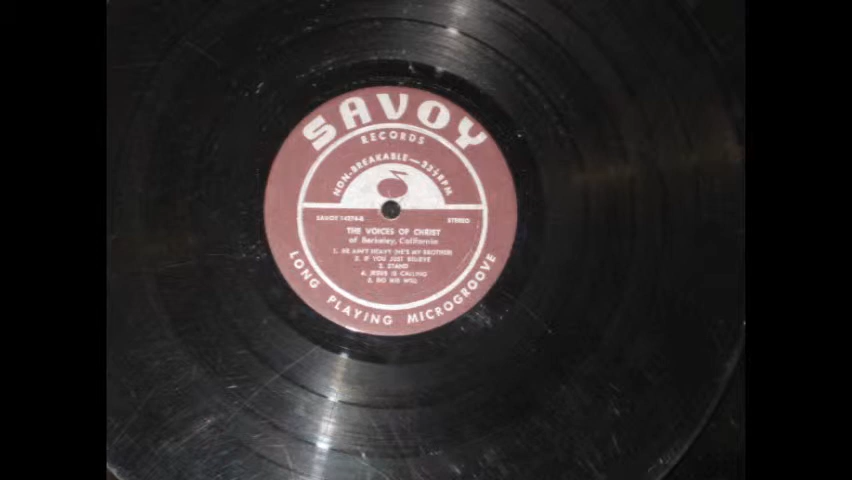 SAVOY
RECORDS
NON-BREAKABLE—33⅓RPM
STEREO
THE VOICES OF CHRIST
of Berkeley, California
1. HE AIN'T HEAVY (HE'S MY BROTHER)
2. IF YOU JUST BELIEVE
3. STAND
4. JESUS IS CALLING
5. DO HIS WILL
LONG PLAYING MICROGROOVE